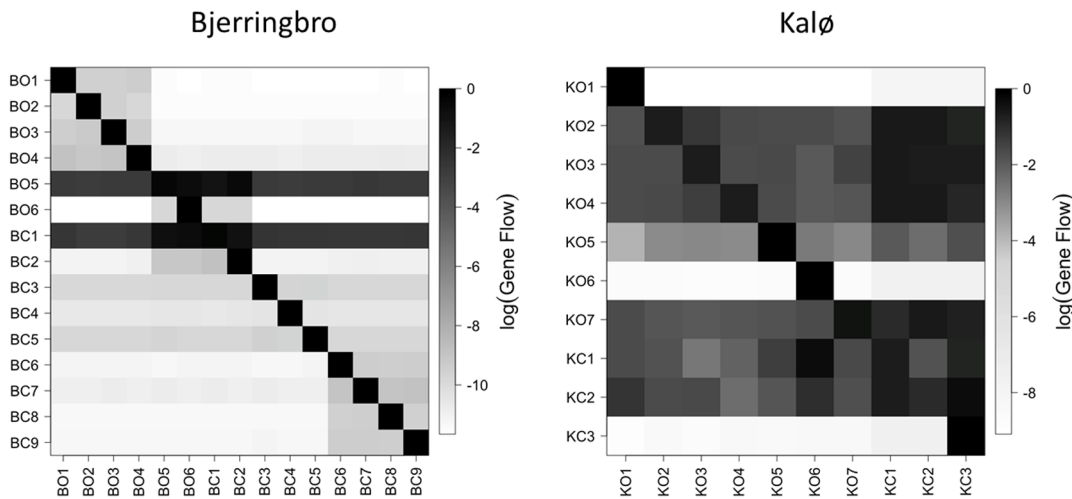 Bjerringbro
BO1
BO2
BO3
BO4
BO5
BO6
BC1
BC2
BC3
BC4
BC5
BC6
BC7
BC8
BC9
BO1 BO2 BO3 BO4 BO5 BO6 BC1 BC2 BC3 BC4 BC5 BC6 BC7 BC8 BC9
0
-2
-4
-6
-8
-10
log(Gene Flow)
Kalø
KO1
KO2
KO3
KO4
KO5
KO6
KO7
KC1
KC2
KC3
KO1 KO2 KO3 KO4 KO5 KO6 KO7 KC1 KC2 KC3
0
-2
-4
-6
-8
log(Gene Flow)